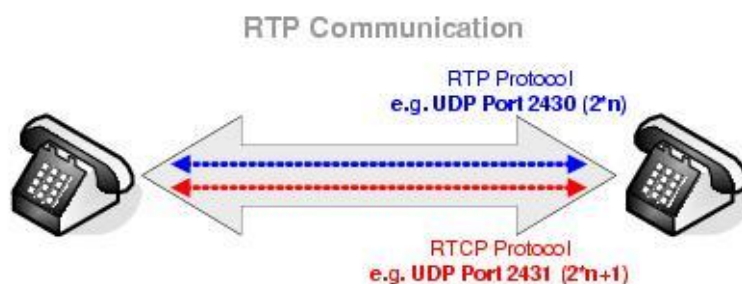 RTP Communication
RTP Protocol
e.g. UDP Port 2430 (2*n)
RTCP Protocol
e.g. UDP Port 2431 (2*n+1)